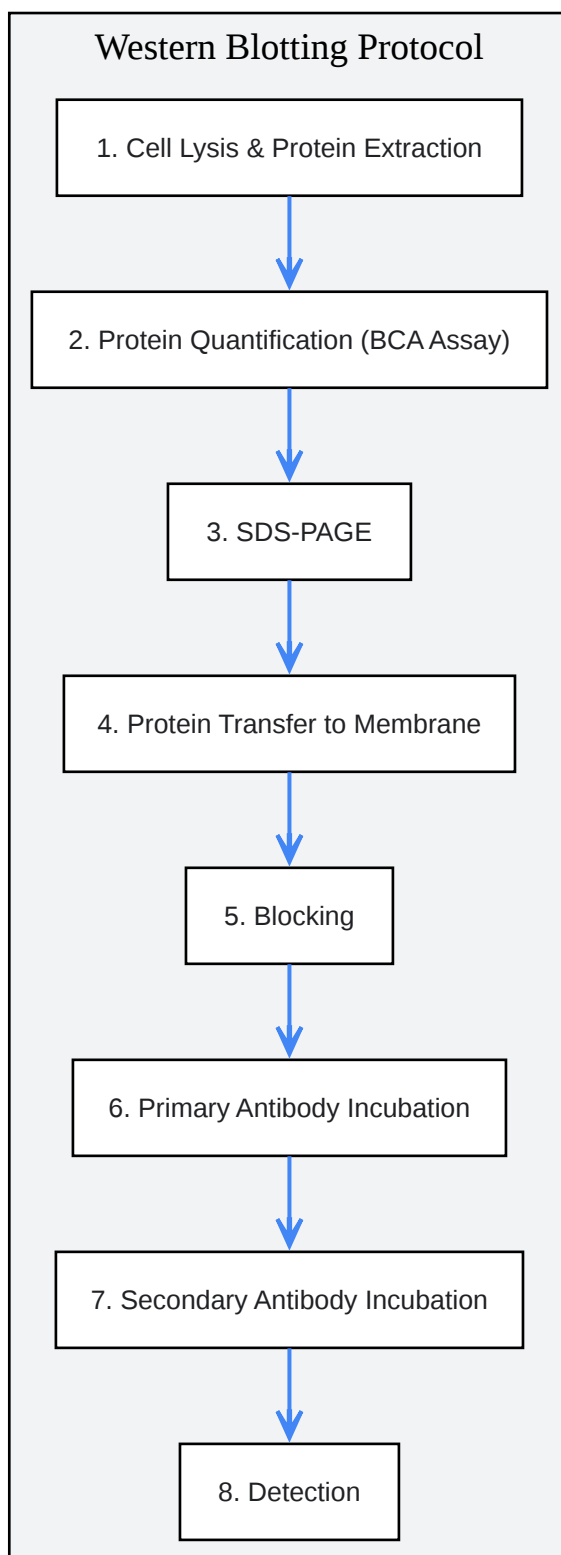 Western Blotting Protocol
1. Cell Lysis & Protein Extraction
2. Protein Quantification (BCA Assay)
3. SDS-PAGE
4. Protein Transfer to Membrane
5. Blocking
6. Primary Antibody Incubation
7. Secondary Antibody Incubation
8. Detection